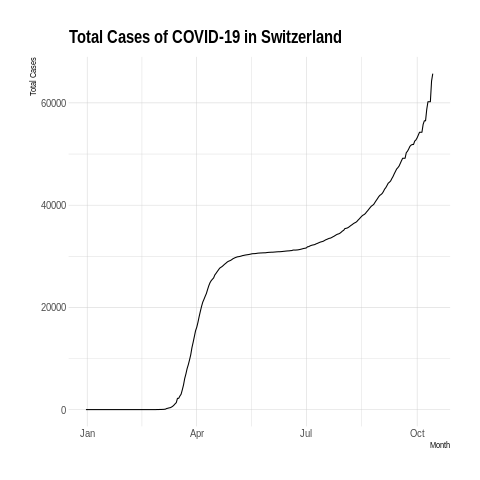 Total Cases of COVID-19 in Switzerland
Total Cases
60000
40000
20000
0
Jan Apr Jul Oct
Month